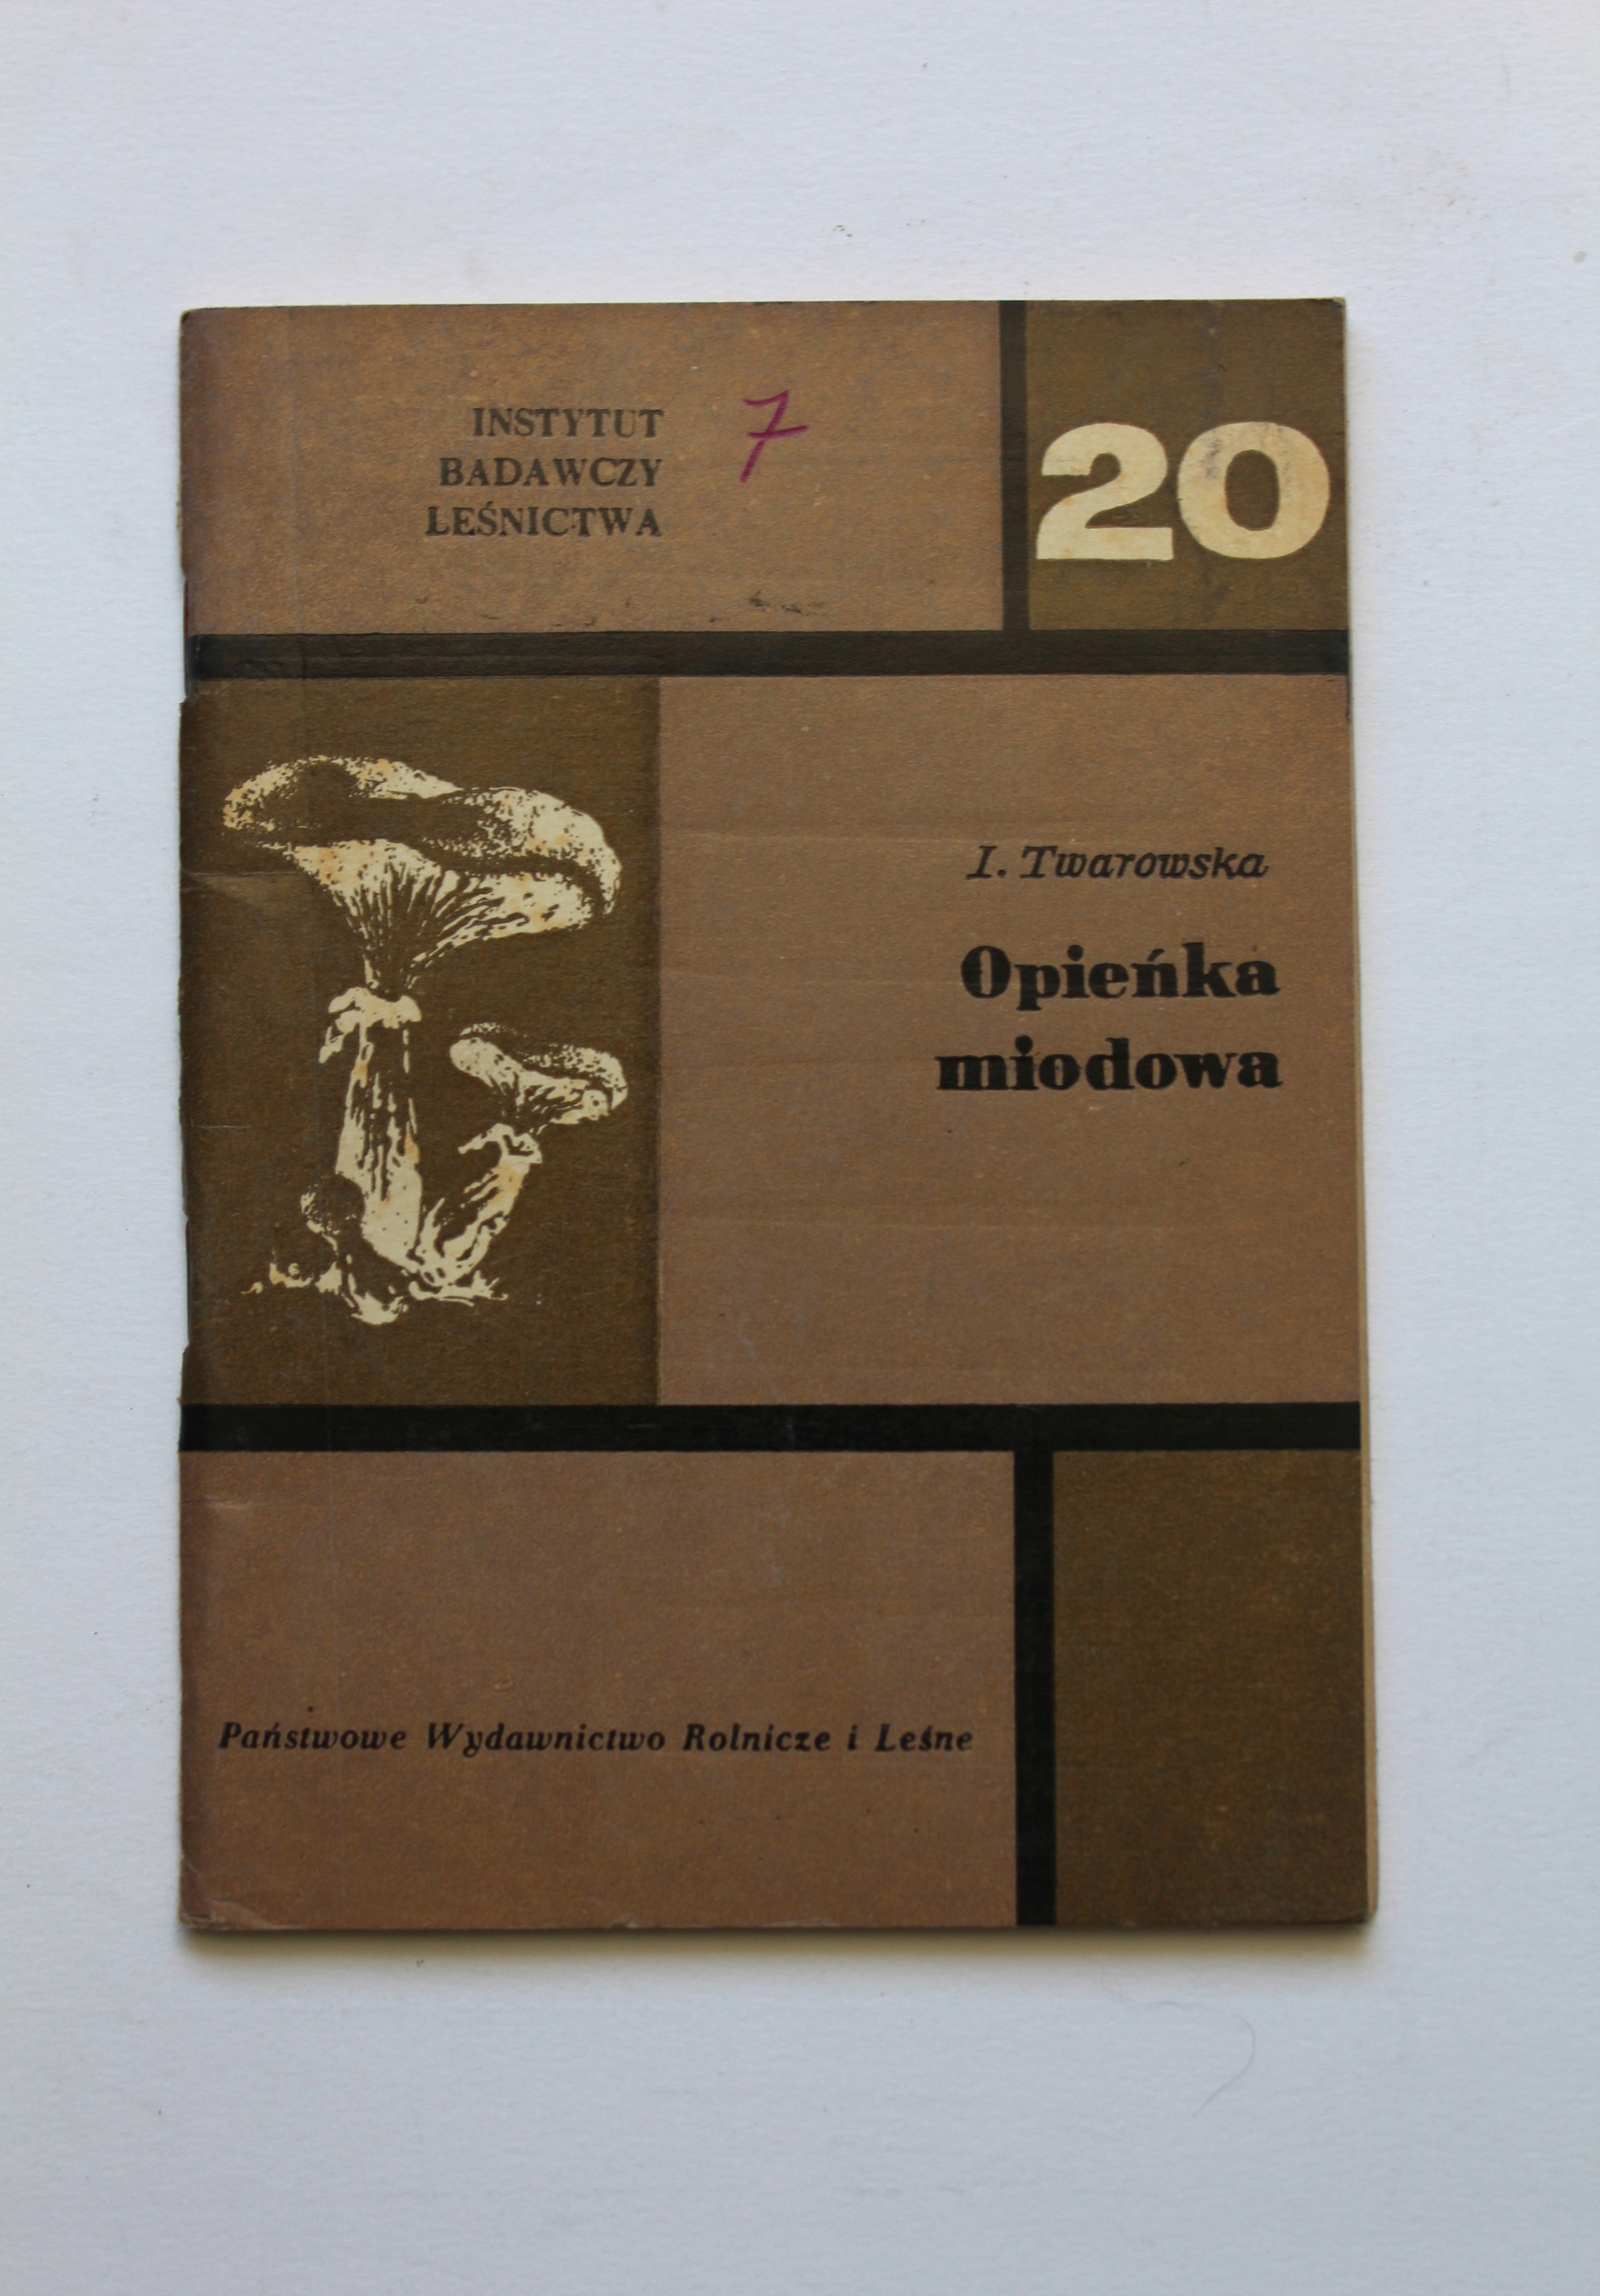 INSTYTUT
BADAWCZY
LEŚNICTWA
7
20
I. Twarowska
Opieńka
miodowa
Państwowe Wydawnictwo Rolnicze i Leśne